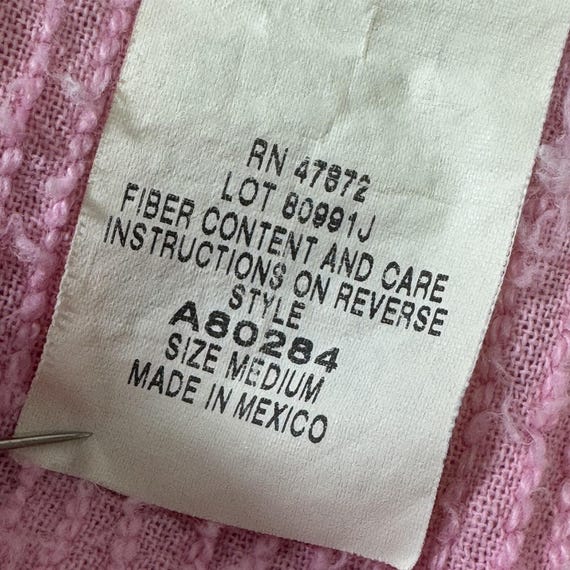 RN 47872
LOT 80991J
FIBER CONTENT AND CARE
INSTRUCTIONS ON REVERSE
STYLE
A80284
SIZE MEDIUM
MADE IN MEXICO